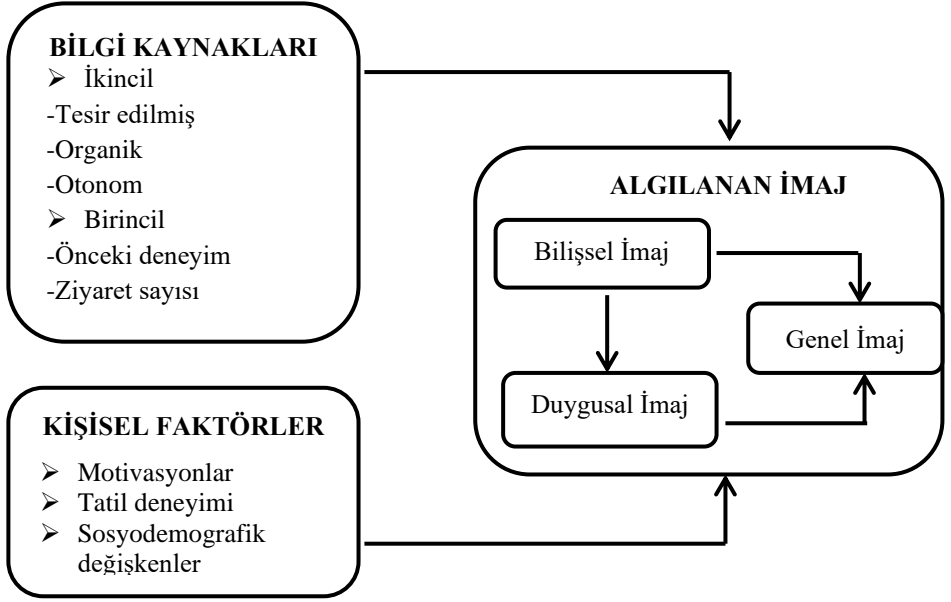 BİLGİ KAYNAKLARI
➢ İkincil
-Tesir edilmiş
-Organik
-Otonom
➢ Birincil
-Önceki deneyim
-Ziyaret sayısı
ALGILANAN İMAJ
Bilişsel İmaj
Genel İmaj
Duygusal İmaj
KİŞİSEL FAKTÖRLER
➢ Motivasyonlar
➢ Tatil deneyimi
➢ Sosyodemografik
değişkenler